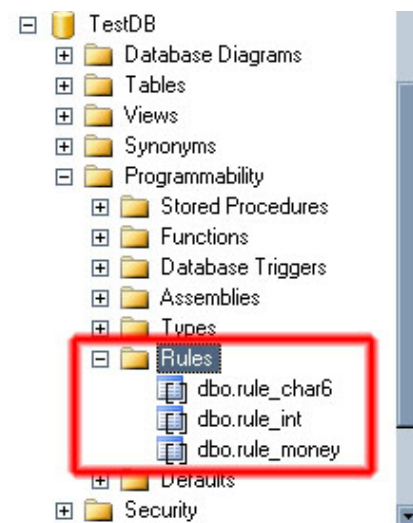 TestDB
Database Diagrams
Tables
Views
Synonyms
Programmability
Stored Procedures
Functions
Database Triggers
Assemblies
Types
Rules
dbo.rule_char6
dbo.rule_int
dbo.rule_money
Defaults
Security